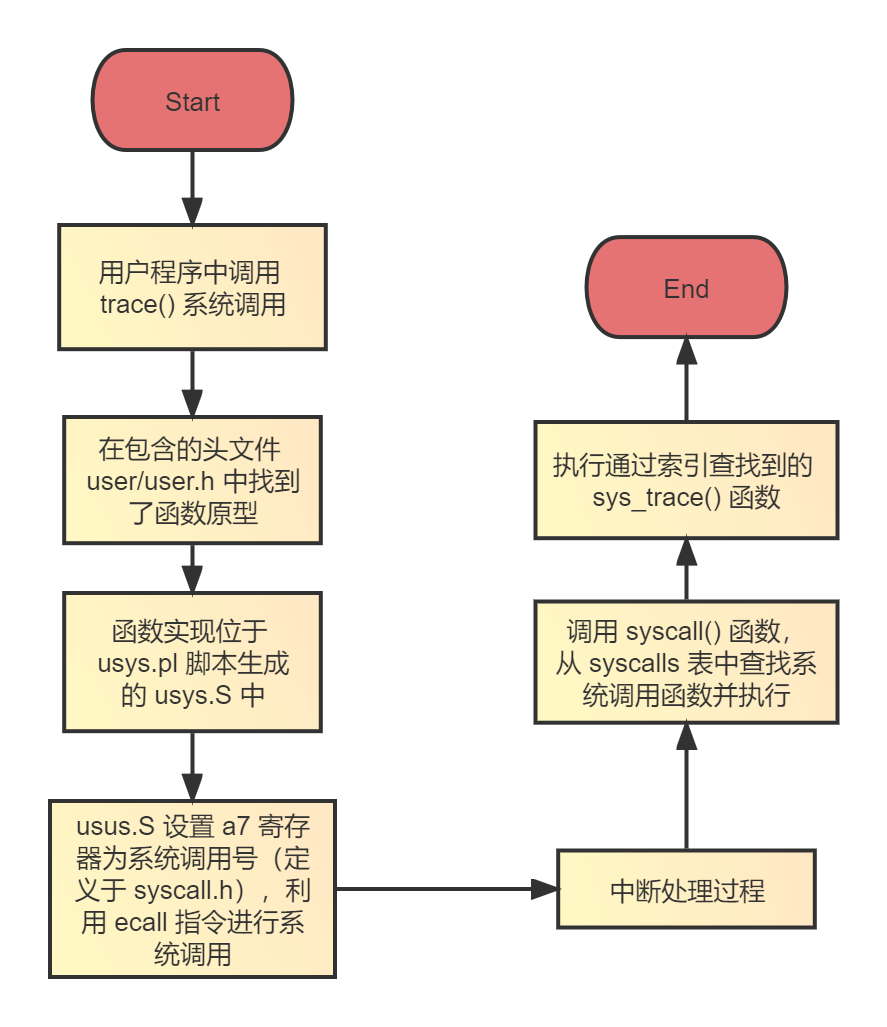 Start
用户程序中调用
trace() 系统调用
在包含的头文件
user/user.h 中找到
了函数原型
函数实现位于
usys.pl 脚本生成
的 usys.S 中
usus.S 设置 a7 寄存
器为系统调用号（定
义于 syscall.h），利
用 ecall 指令进行系
统调用
中断处理过程
调用 syscall() 函数，
从 syscalls 表中查找系
统调用函数并执行
执行通过索引查找到的
sys_trace() 函数
End